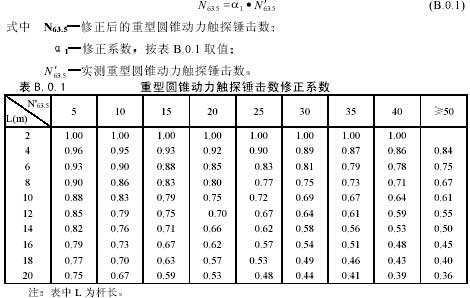 N63.5=α1●N′63.5 (B.0.1)
式中 N63.5—修正后的重型圆锥动力触探锤击数；
α1—修正系数，按表 B.0.1 取值；
N′63.5—实测重型圆锥动力触探锤击数。
表 B.0.1 重型圆锥动力触探锤击数修正系数
N′63.5 L(m) 5 10 15 20 25 30 35 40 ≥50
2 1.00 1.00 1.00 1.00 1.00 1.00 1.00 1.00
4 0.96 0.95 0.93 0.92 0.90 0.89 0.87 0.86 0.84
6 0.93 0.90 0.88 0.85 0.83 0.81 0.79 0.78 0.75
8 0.90 0.86 0.83 0.80 0.77 0.75 0.73 0.71 0.67
10 0.88 0.83 0.79 0.75 0.72 0.69 0.67 0.64 0.61
12 0.85 0.79 0.75 0.70 0.67 0.64 0.61 0.59 0.55
14 0.82 0.76 0.71 0.66 0.62 0.58 0.56 0.53 0.50
16 0.79 0.73 0.67 0.62 0.57 0.54 0.51 0.48 0.45
18 0.77 0.70 0.63 0.57 0.53 0.49 0.46 0.43 0.40
20 0.75 0.67 0.59 0.53 0.48 0.44 0.41 0.39 0.36
注：表中 L 为杆长。